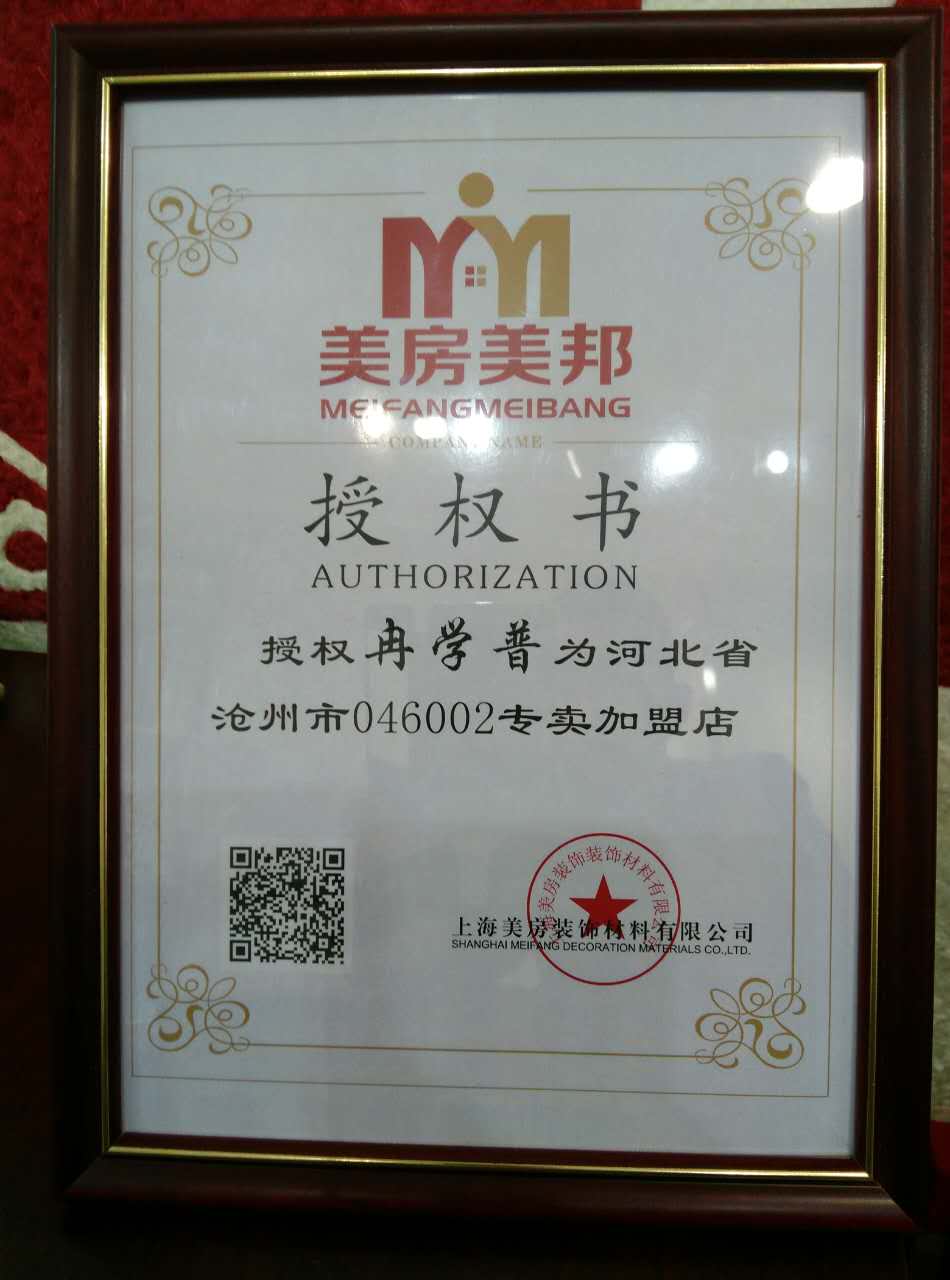 美房美邦
MEIFANGMEIBANG
COMPANY NAME
授权书
AUTHORIZATION
授权冉学普为河北省
沧州市046002专卖加盟店
上海美房装饰材料有限公司
SHANGHAI MEIFANG DECORATION MATERIALS CO.,LTD.
上海美房装饰装饰材料有限公司